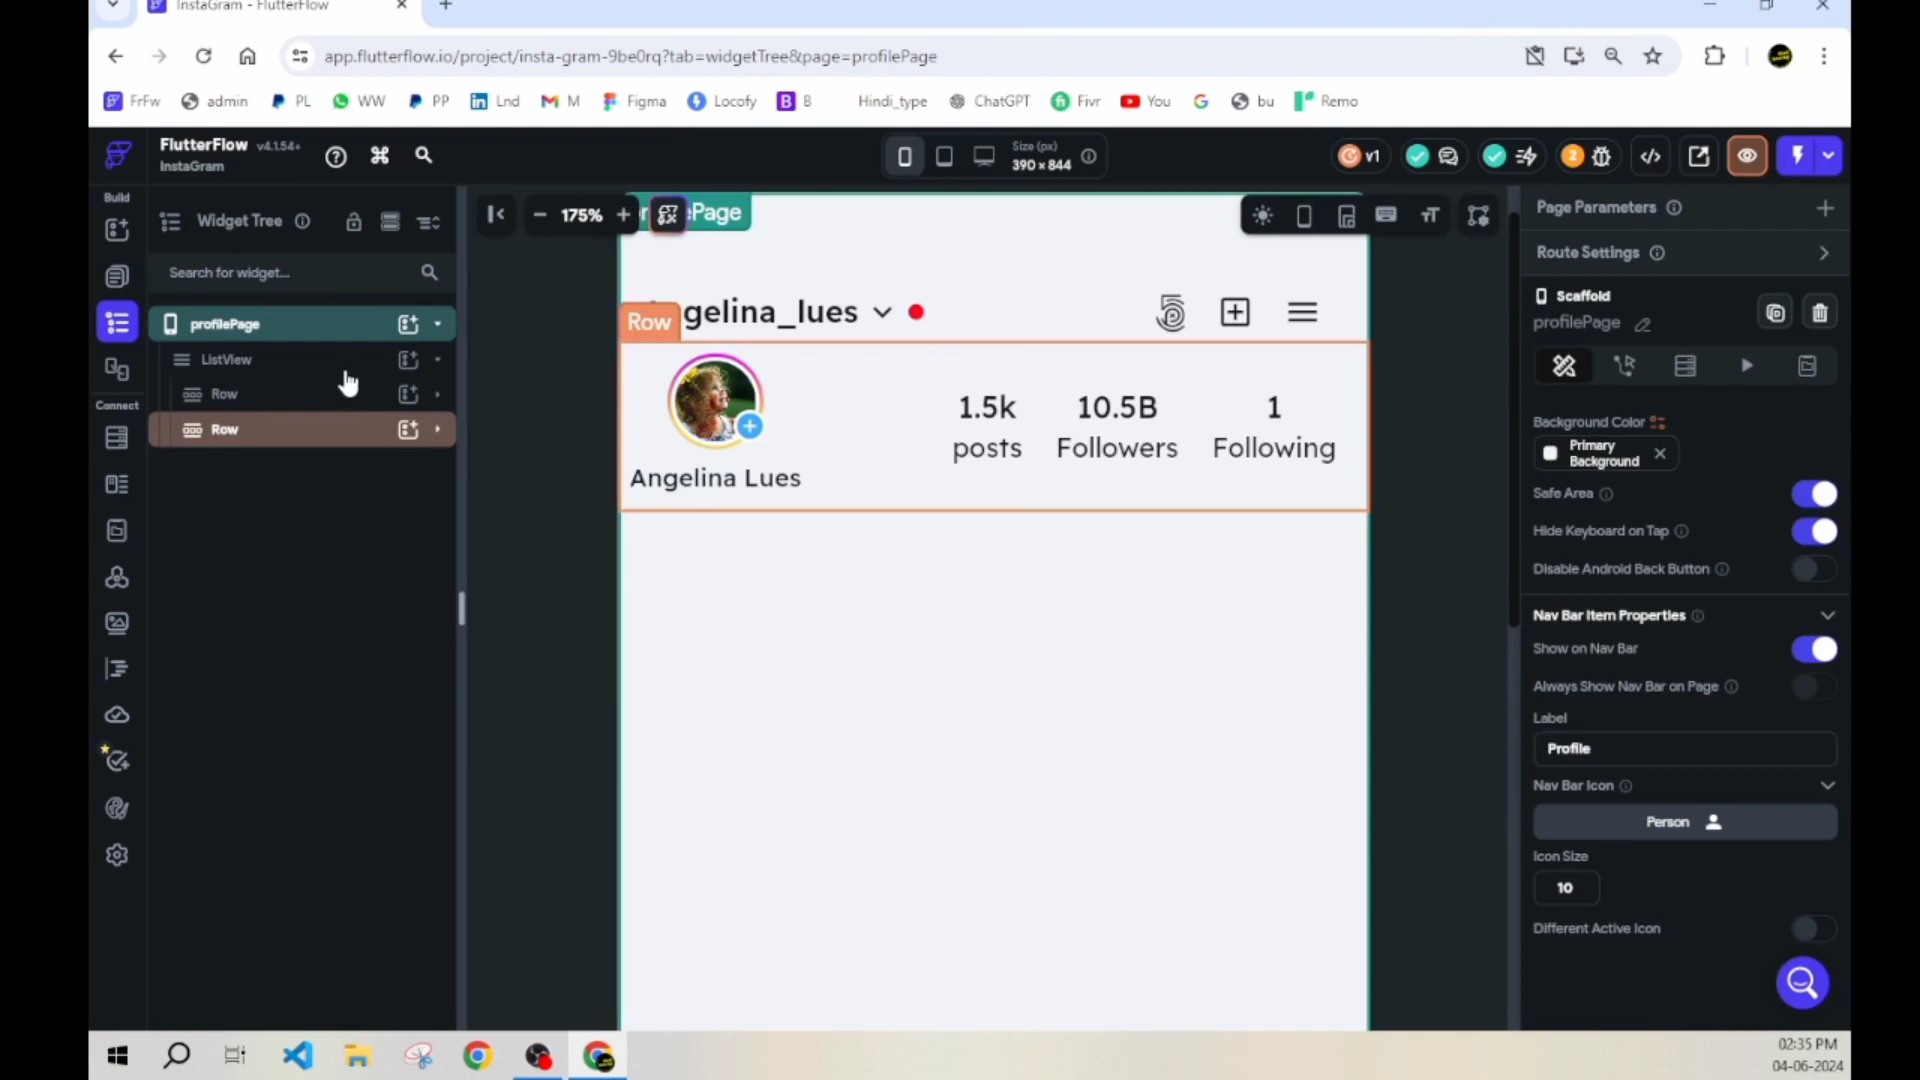 InstaGram - FlutterFlow
app.flutterflow.io/project/insta-gram-9be0rq?tab=widgetTree&page=profilePage
FrFw admin PL WW PP Lnd M Figma Locofy B Hindi_type ChatGPT Fivr You bu Remo
FlutterFlow v4.1.54+
InstaGram
Size (px)
390 × 844
v1
2
Build
Widget Tree
175%
Page
Page Parameters
Search for widget...
Route Settings
profilePage
Row
gelina_lues
Scaffold
profilePage
ListView
Row
Connect
Row
1.5k 10.5B 1
posts Followers Following
Angelina Lues
Background Color
Primary
Background
Safe Area
Hide Keyboard on Tap
Disable Android Back Button
Nav Bar Item Properties
Show on Nav Bar
Always Show Nav Bar on Page
Label
Profile
Nav Bar Icon
Person
Icon Size
10
Different Active Icon
02:35 PM
04-06-2024